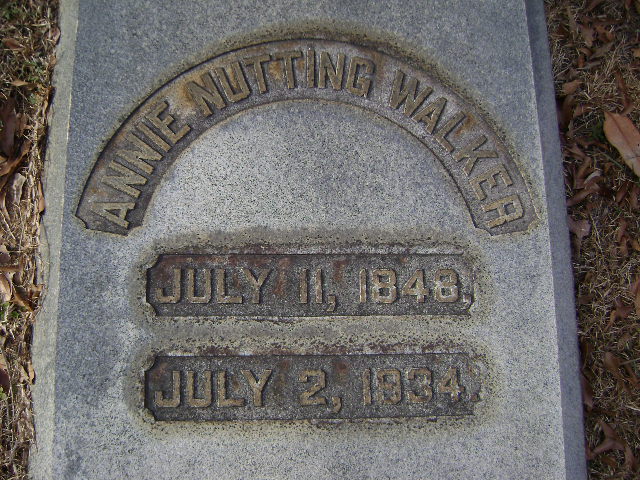 ANNIE NUTTING WALKER
JULY 11, 1848.
JULY 2, 1934.